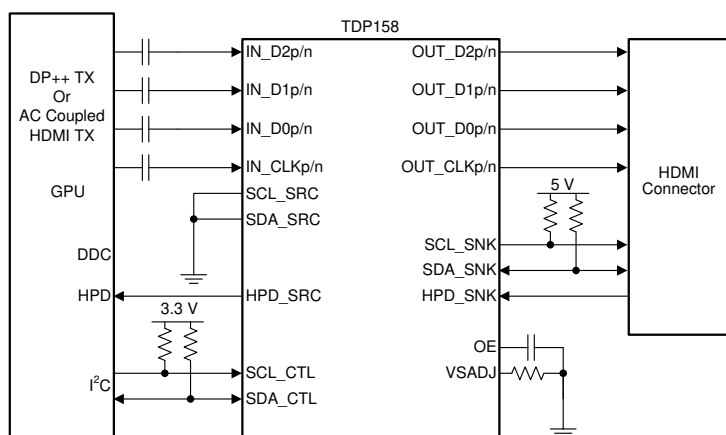 TDP158
DP++ TX
Or
AC Coupled
HDMI TX
GPU
DDC
HPD
I²C
IN_D2p/n
IN_D1p/n
IN_D0p/n
IN_CLKp/n
SCL_SRC
SDA_SRC
HPD_SRC
3.3 V
SCL_CTL
SDA_CTL
OUT_D2p/n
OUT_D1p/n
OUT_D0p/n
OUT_CLKp/n
5 V
SCL_SNK
SDA_SNK
HPD_SNK
OE
VSADJ
HDMI
Connector